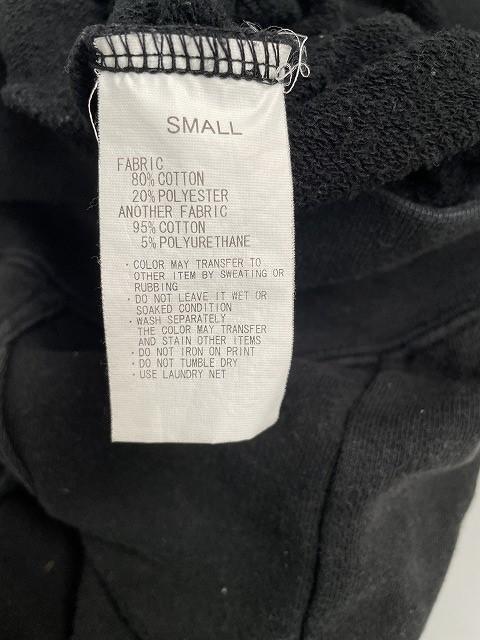 SMALL
FABRIC
80% COTTON
20% POLYESTER
ANOTHER FABRIC
95% COTTON
5% POLYURETHANE
・COLOR MAY TRANSFER TO
OTHER ITEM BY SWEATING OR
RUBBING
・DO NOT LEAVE IT WET OR
SOAKED CONDITION
・WASH SEPARATELY
THE COLOR MAY TRANSFER
AND STAIN OTHER ITEMS
・DO NOT IRON ON PRINT
・DO NOT TUMBLE DRY
・USE LAUNDRY NET